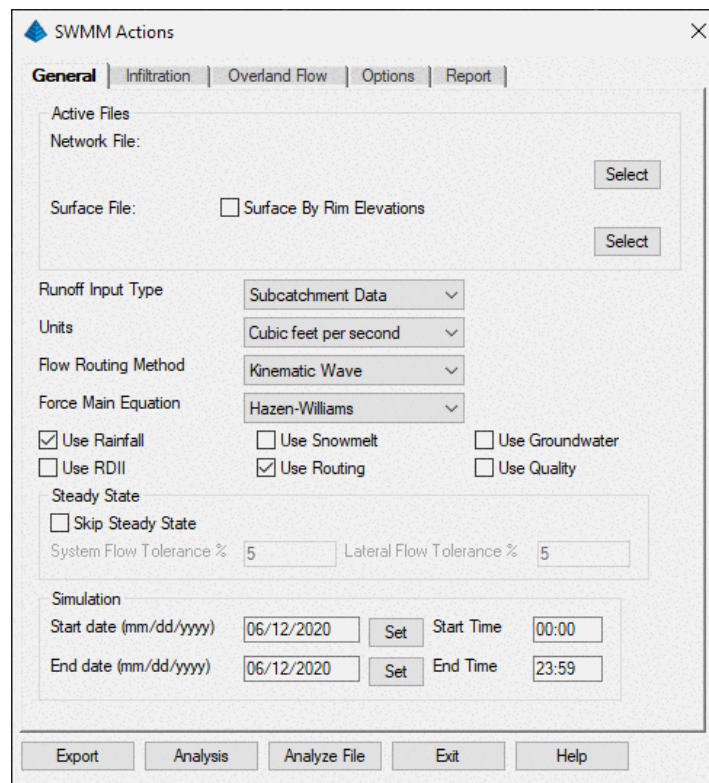 SWMM Actions
General Infiltration Overland Flow Options Report
Active Files
Network File:
Select
Surface File: Surface By Rim Elevations
Select
Runoff Input Type Subcatchment Data
Units Cubic feet per second
Flow Routing Method Kinematic Wave
Force Main Equation Hazen-Williams
Use Rainfall Use Snowmelt Use Groundwater
Use RDII Use Routing Use Quality
Steady State
Skip Steady State
System Flow Tolerance % 5 Lateral Flow Tolerance % 5
Simulation
Start date (mm/dd/yyyy) 06/12/2020 Set Start Time 00:00
End date (mm/dd/yyyy) 06/12/2020 Set End Time 23:59
Export Analysis Analyze File Exit Help